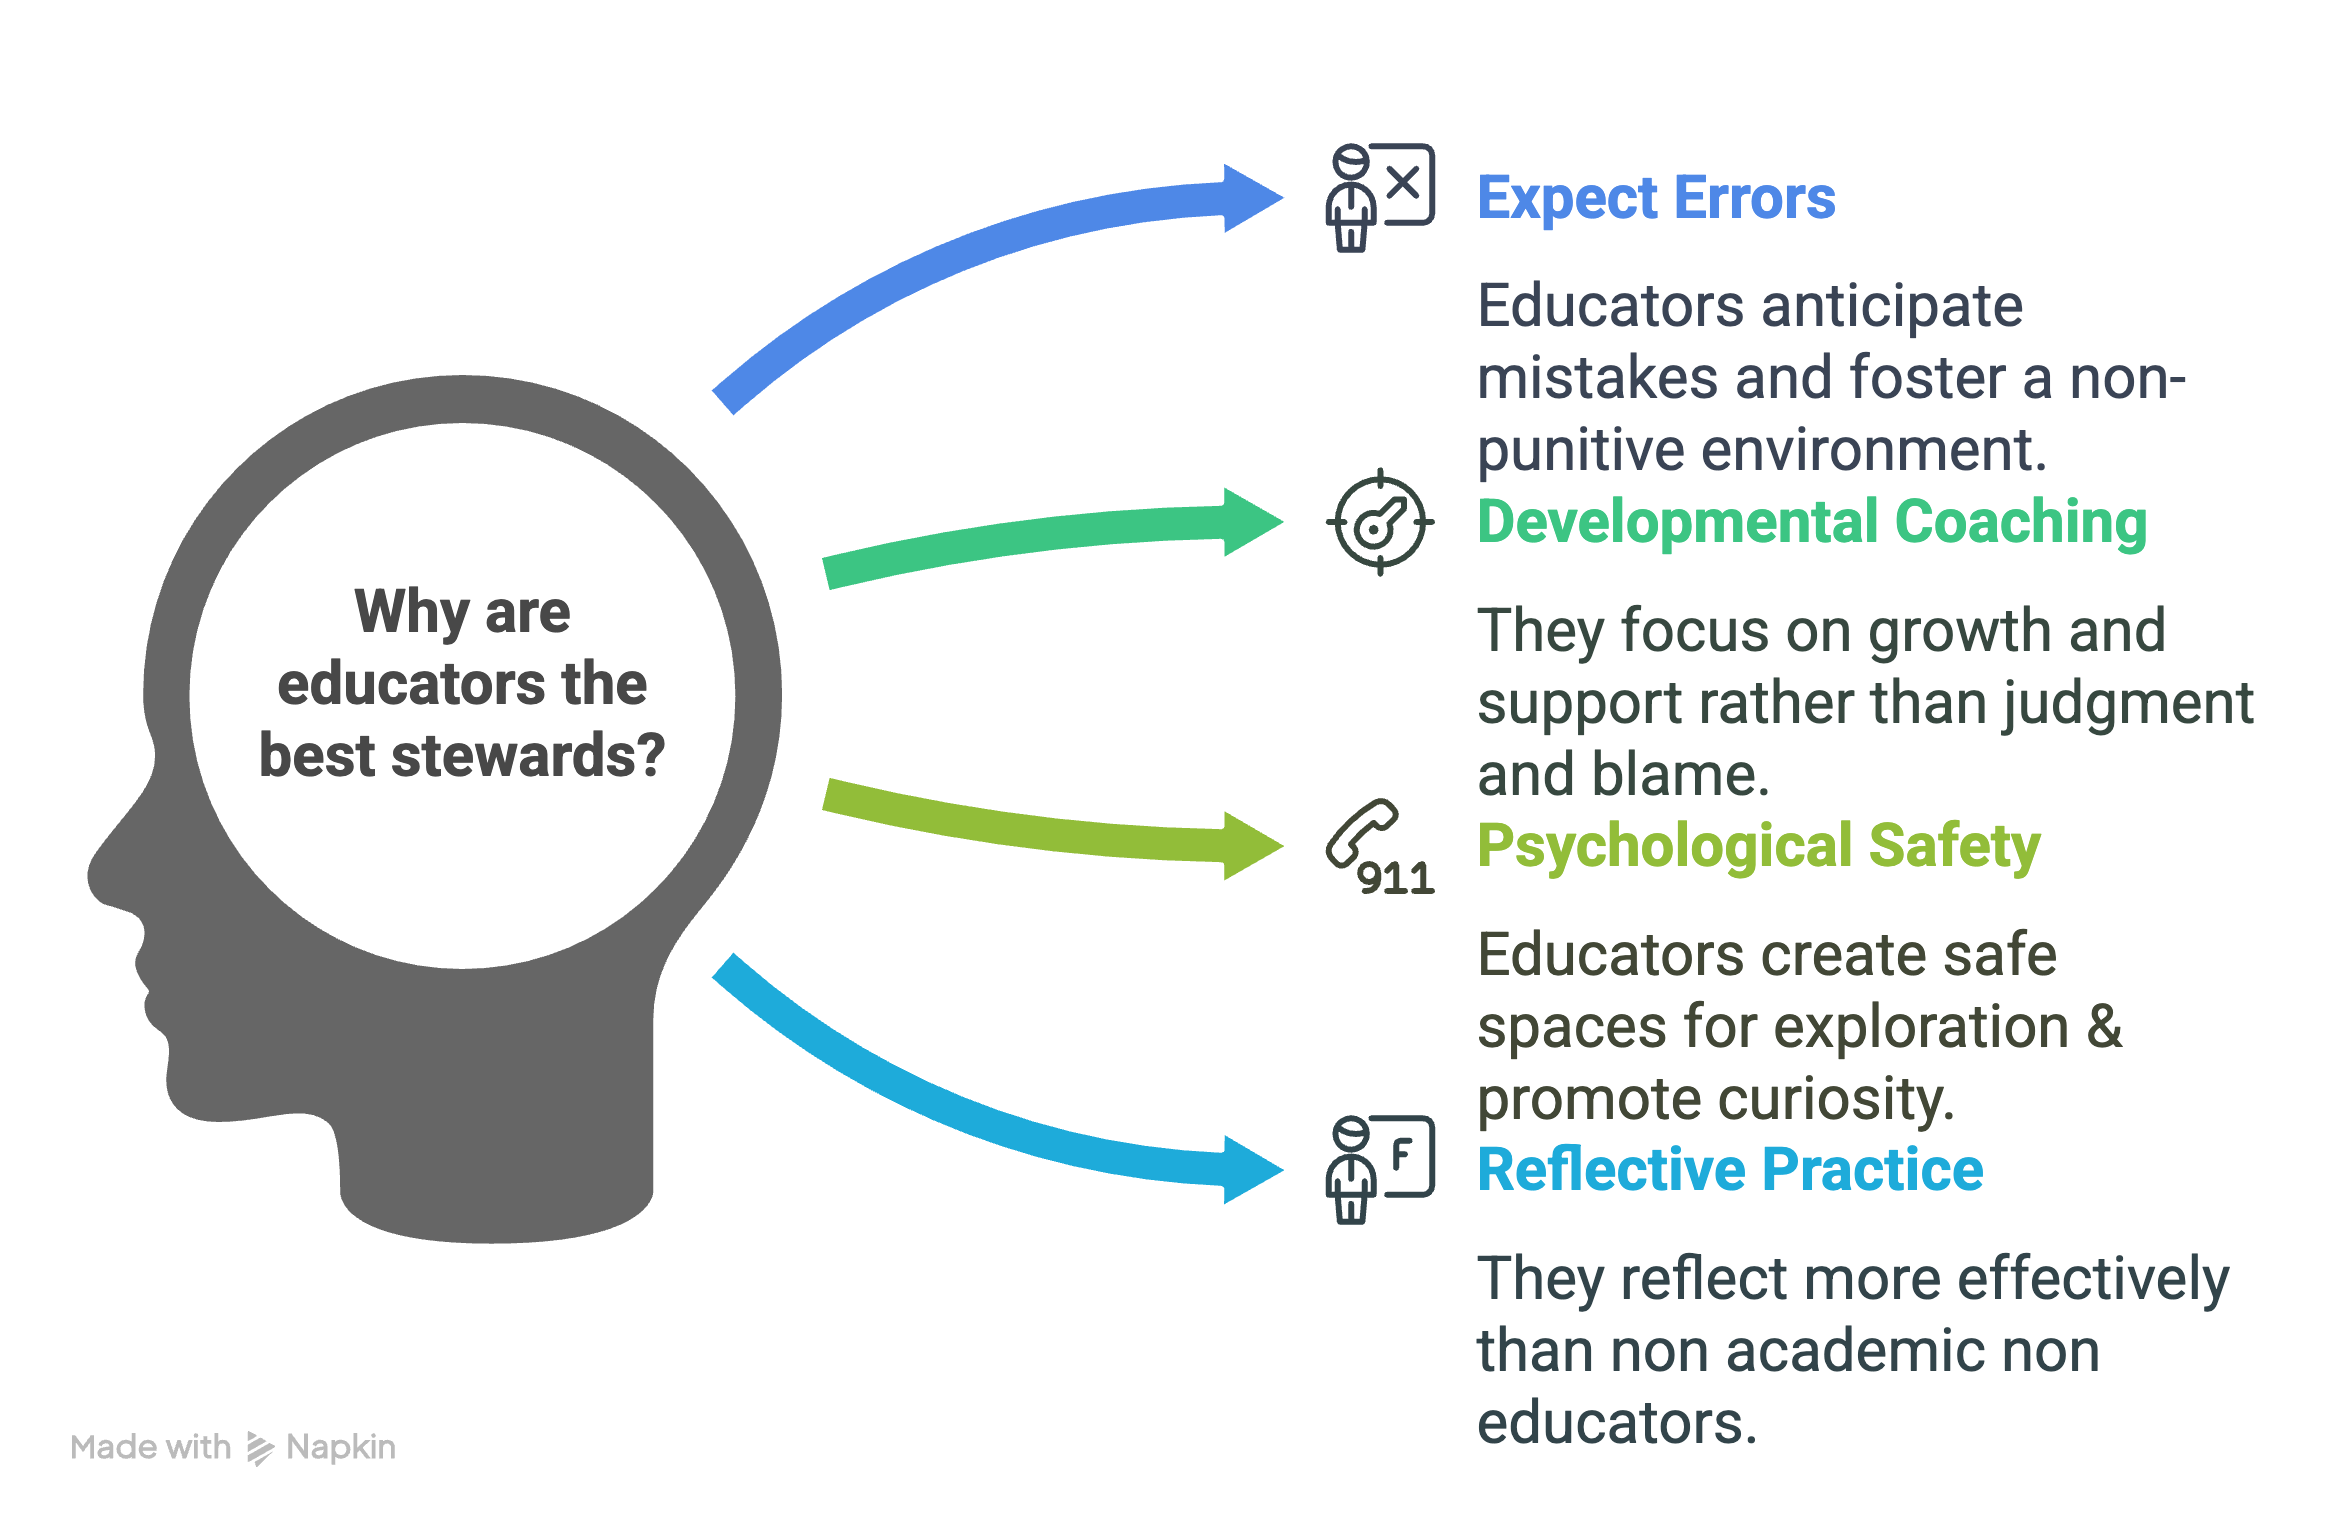 Why are
educators the
best stewards?
X
Expect Errors
Educators anticipate
mistakes and foster a non-
punitive environment.
Developmental Coaching
They focus on growth and
support rather than judgment
and blame.
911
Psychological Safety
Educators create safe
spaces for exploration &
promote curiosity.
F
Reflective Practice
They reflect more effectively
than non academic non
educators.
Made with Napkin